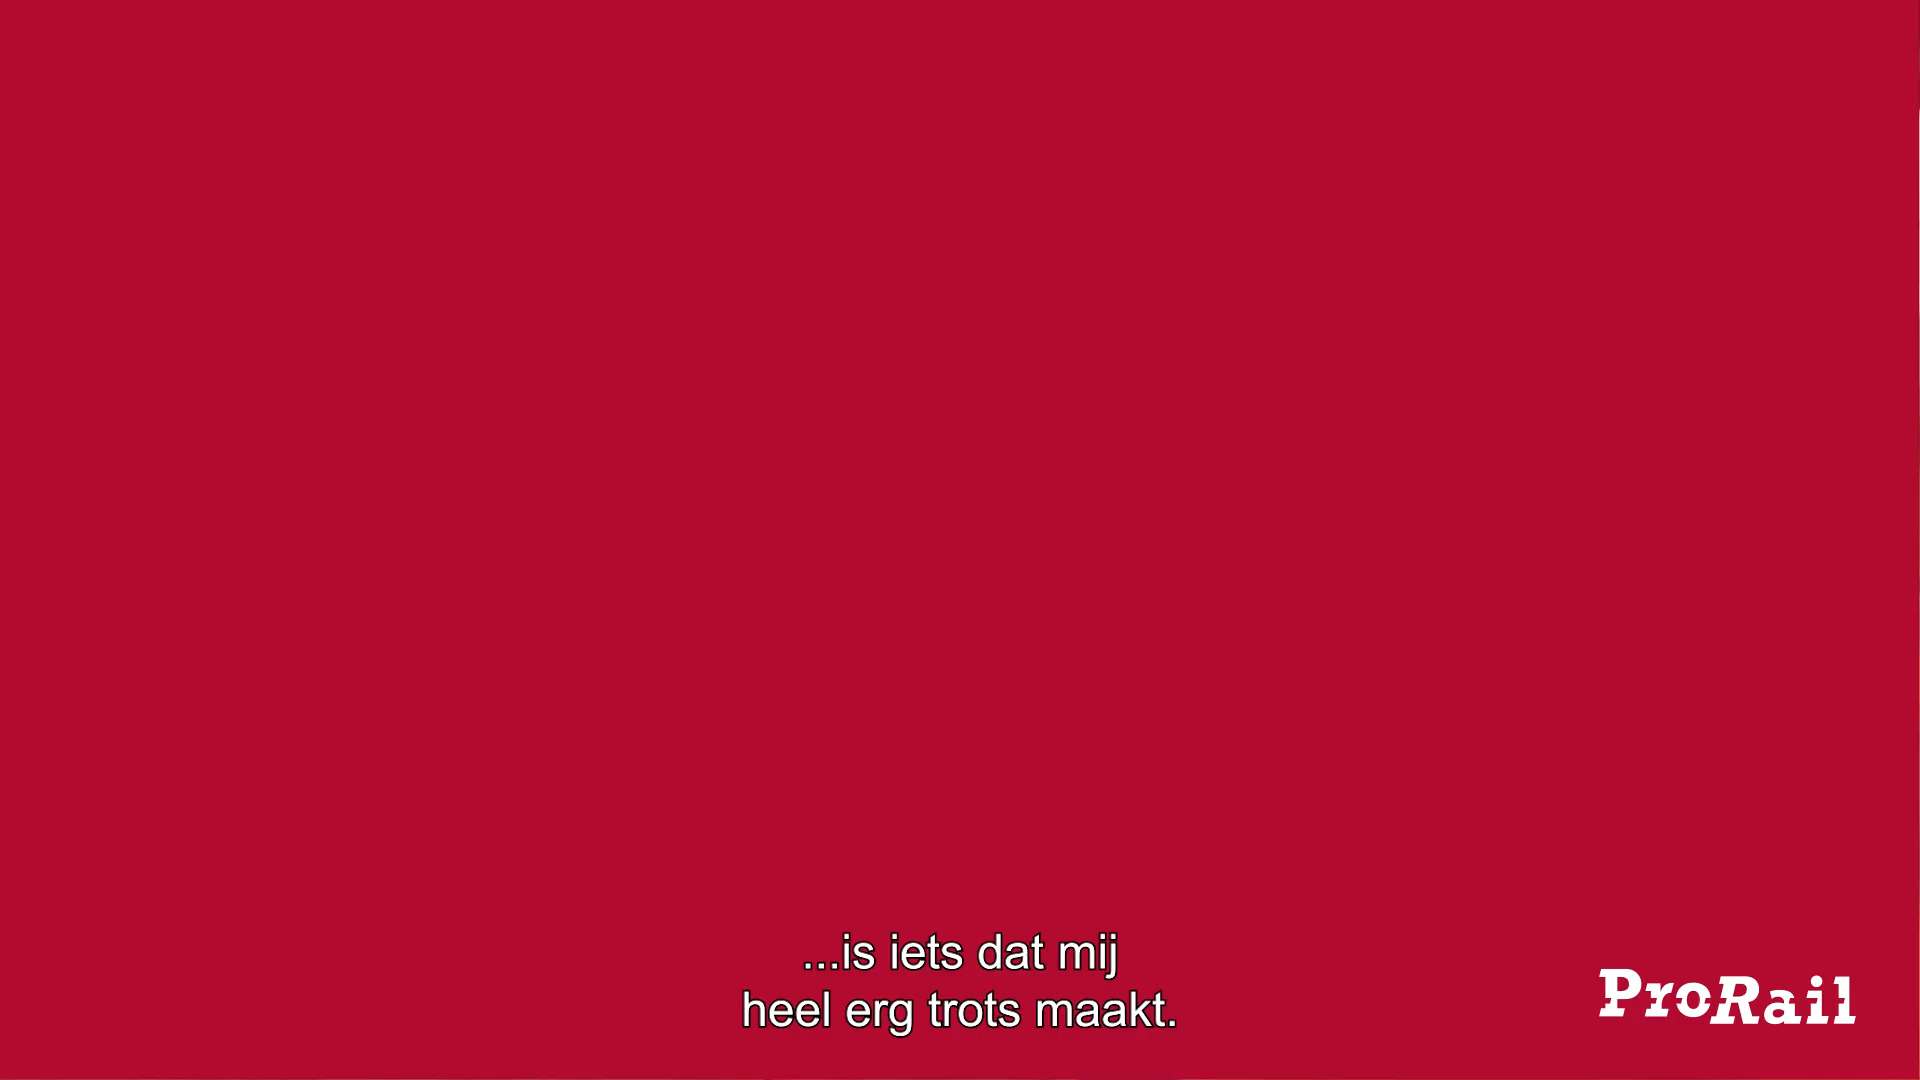 ...is iets dat mij
heel erg trots maakt.
ProRail